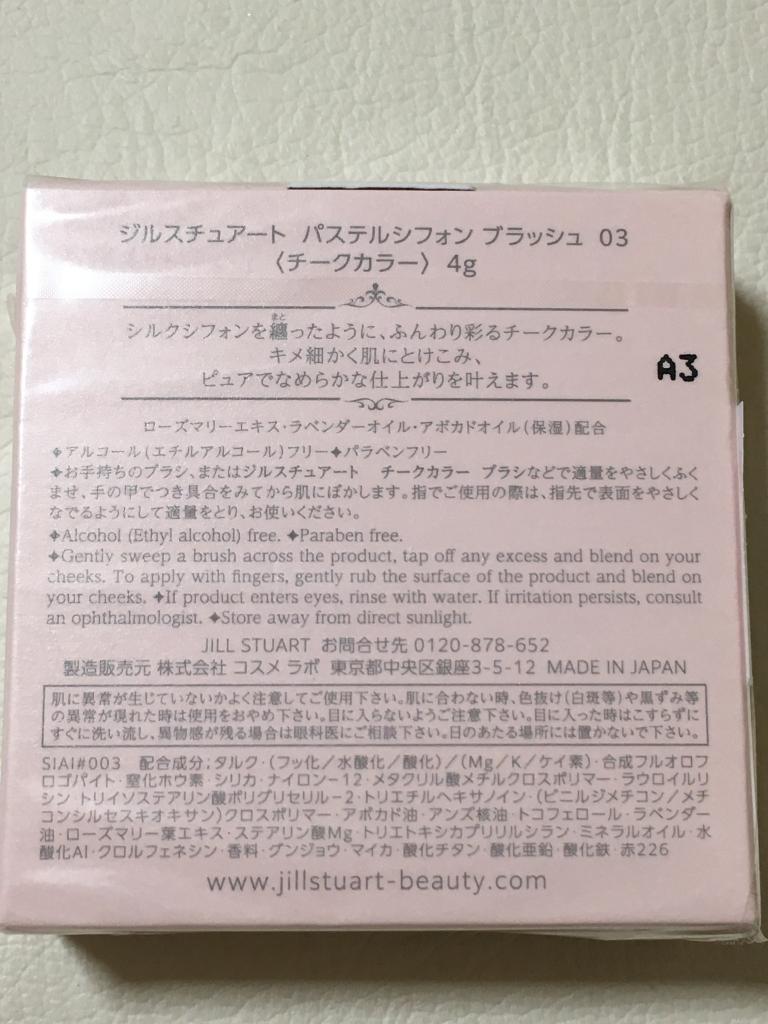 ジルスチュアート パステルシフォン ブラッシュ 03
〈チークカラー〉 4g
まと
シルクシフォンを纏ったように、ふんわり彩るチークカラー。
キメ細かく肌にとけこみ、
ピュアでなめらかな仕上がりを叶えます。
A3
ローズマリーエキス・ラベンダーオイル・アボカドオイル(保湿)配合
✦アルコール(エチルアルコール)フリー✦パラベンフリー
✦お手持ちのブラシ、またはジルスチュアート チークカラー ブラシなどで適量をやさしくふく
ませ、手の甲でつき具合をみてから肌にぼかします。指でご使用の際は、指先で表面をやさしく
なでるようにして適量をとり、お使いください。
✦Alcohol (Ethyl alcohol) free. ✦Paraben free.
✦Gently sweep a brush across the product, tap off any excess and blend on your
cheeks. To apply with fingers, gently rub the surface of the product and blend on
your cheeks. ✦If product enters eyes, rinse with water. If irritation persists, consult
an ophthalmologist. ✦Store away from direct sunlight.
JILL STUART お問合せ先 0120-878-652
製造販売元 株式会社 コスメ ラボ 東京都中央区銀座3-5-12 MADE IN JAPAN
肌に異常が生じていないかよく注意してご使用下さい。肌に合わない時、色抜け(白斑等)や黒ずみ等
の異常が現れた時は使用をおやめ下さい。目に入らないようご注意下さい。目に入った時はこすらずに
すぐに洗い流し、異物感が残る場合は眼科医にご相談下さい。日のあたる場所には置かないで下さい。
SIAI#003 配合成分;タルク・(フッ化/水酸化/酸化)/(Mg/K/ケイ素)・合成フルオロフ
ロゴパイト・窒化ホウ素・シリカ・ナイロン-12・メタクリル酸メチルクロスポリマー・ラウロイルリ
シン・トリイソステアリン酸ポリグリセリル-2・トリエチルヘキサノイン・(ビニルジメチコン/メチ
コンシルセスキオキサン)クロスポリマー・アボカド油・アンズ核油・トコフェロール・ラベンダー
油・ローズマリー葉エキス・ステアリン酸Mg・トリエトキシカプリリルシラン・ミネラルオイル・水
酸化Al・クロルフェネシン・香料・グンジョウ・マイカ・酸化チタン・酸化亜鉛・酸化鉄・赤226
www.jillstuart-beauty.com